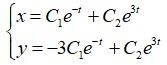 x = C₁e⁻ᵗ + C₂e³ᵗ
y = −3C₁e⁻ᵗ + C₂e³ᵗ